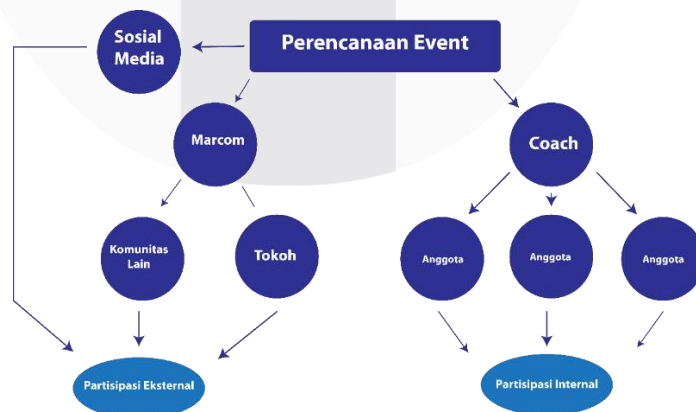 Sosial
Media
Perencanaan Event
Marcom
Coach
Komunitas
Lain
Tokoh
Anggota
Anggota
Anggota
Partisipasi Eksternal
Partisipasi Internal